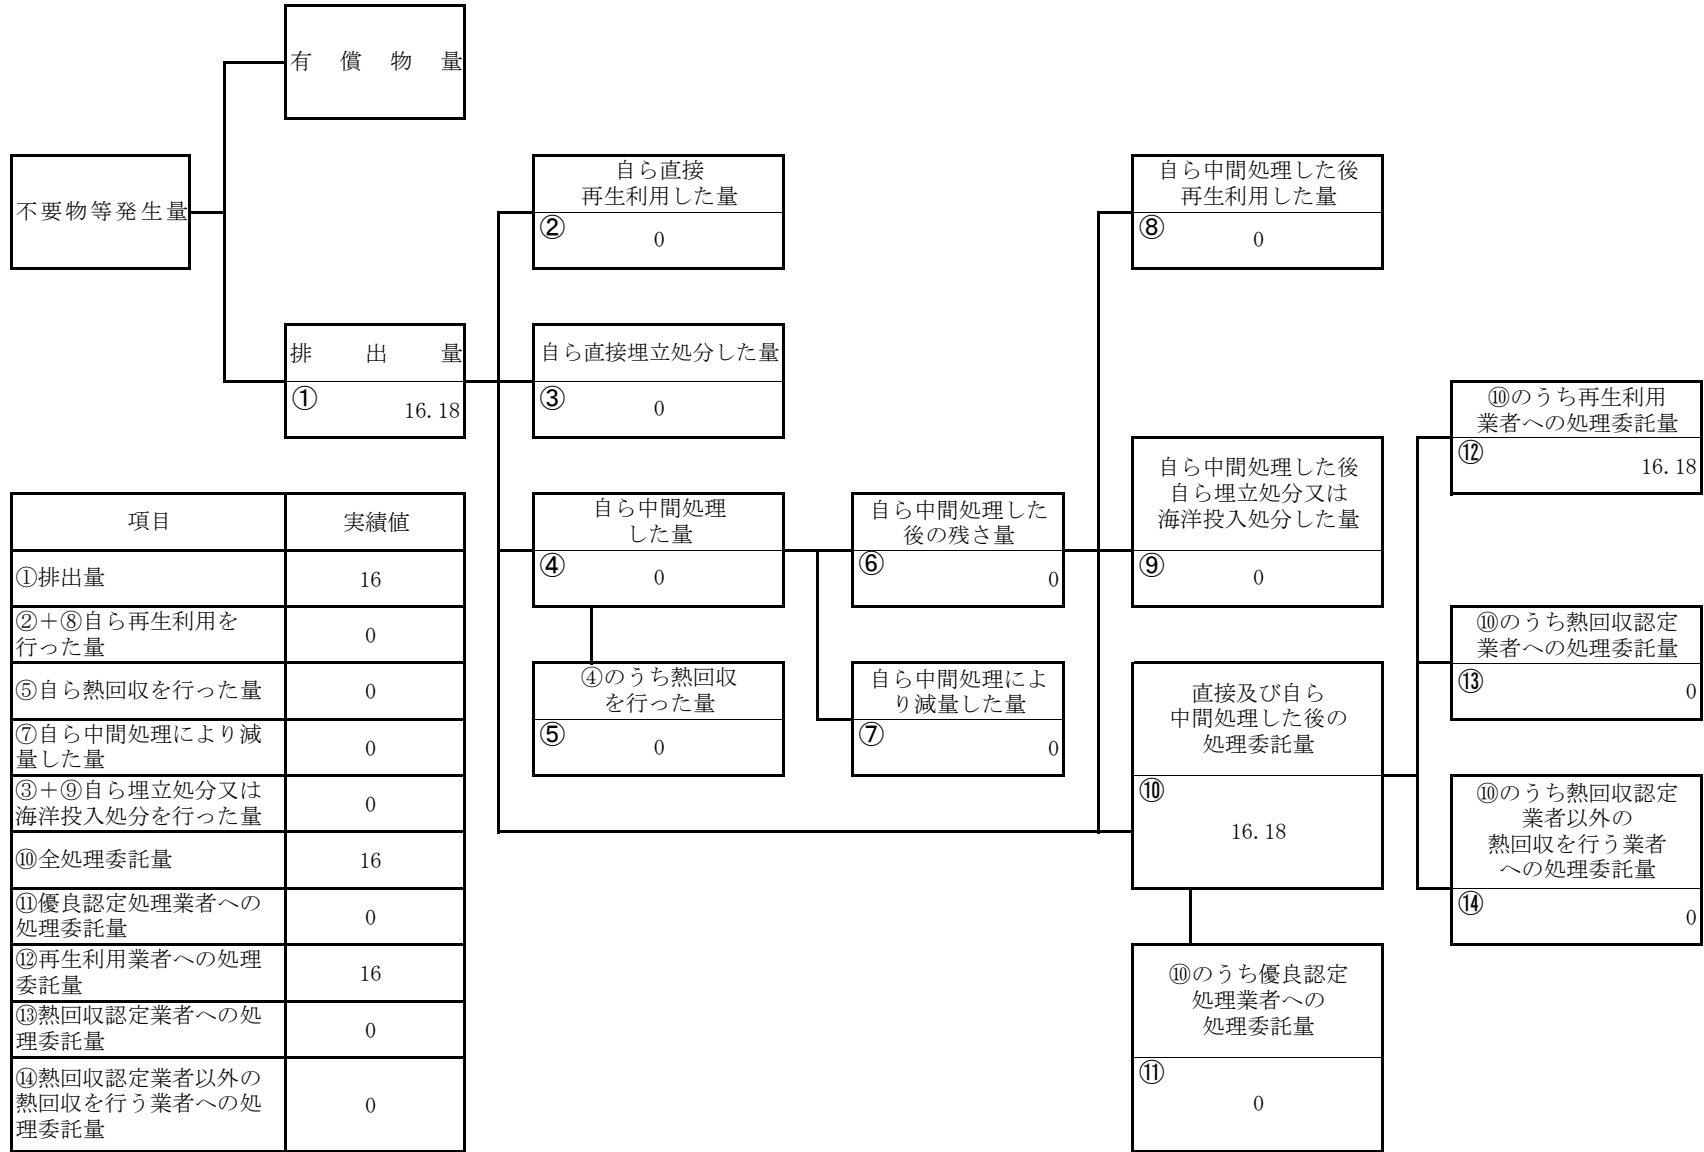 有償物量
不要物等発生量
排出量
①
16.18
自ら直接
再生利用した量
②
0
自ら直接埋立処分した量
③
0
自ら中間処理
した量
④
0
④のうち熱回収
を行った量
⑤
0
自ら中間処理した
後の残さ量
⑥
0
自ら中間処理によ
り減量した量
⑦
0
自ら中間処理した後
再生利用した量
⑧
0
自ら中間処理した後
自ら埋立処分又は
海洋投入処分した量
⑨
0
直接及び自ら
中間処理した後の
処理委託量
⑩
16.18
⑩のうち優良認定
処理業者への
処理委託量
⑪
0
⑩のうち再生利用
業者への処理委託量
⑫
16.18
⑩のうち熱回収認定
業者への処理委託量
⑬
0
⑩のうち熱回収認定
業者以外の
熱回収を行う業者
への処理委託量
⑭
0
項目 実績値
①排出量 16
②＋⑧自ら再生利用を
行った量 0
⑤自ら熱回収を行った量 0
⑦自ら中間処理により減
量した量 0
③＋⑨自ら埋立処分又は
海洋投入処分を行った量 0
⑩全処理委託量 16
⑪優良認定処理業者への
処理委託量 0
⑫再生利用業者への処理
委託量 16
⑬熱回収認定業者への処
理委託量 0
⑭熱回収認定業者以外の
熱回収を行う業者への処
理委託量 0